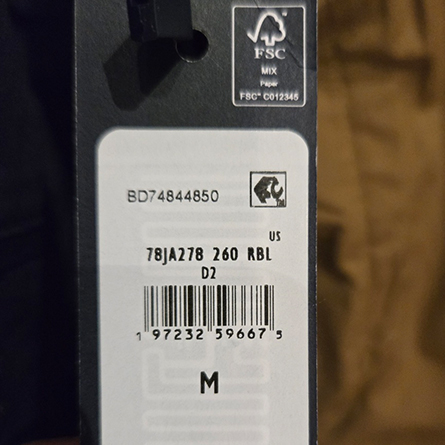 FSC
MIX
Paper
FSC® C012345
BD74844850
US
78JA278 260 RBL
D2
1 97232 59667 5
M